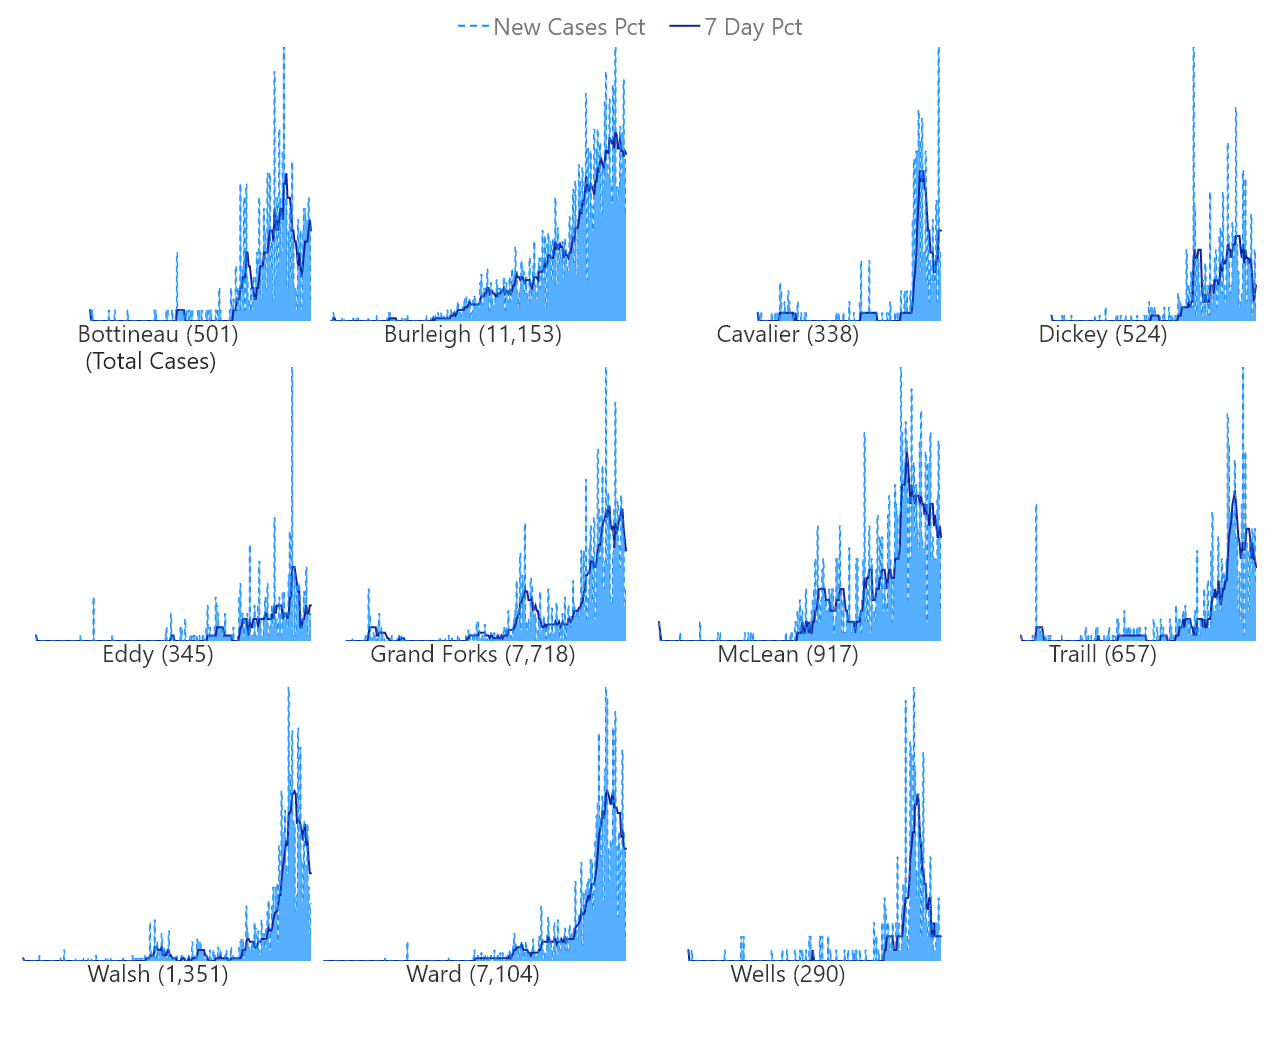 New Cases Pct 7 Day Pct
Bottineau (501) Burleigh (11,153) Cavalier (338) Dickey (524)
(Total Cases)
Eddy (345) Grand Forks (7,718) McLean (917) Traill (657)
Walsh (1,351) Ward (7,104) Wells (290)